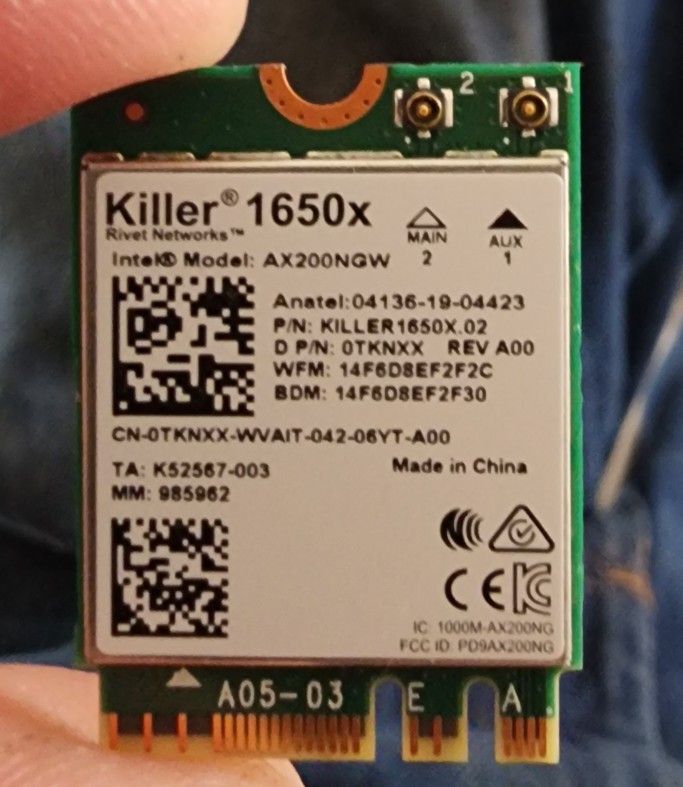 2 1
Killer® 1650x
Rivet Networks™
MAIN AUX
2 1
Intel® Model: AX200NGW
Anatel:04136-19-04423
P/N: KILLER1650X.02
D P/N: 0TKNXX REV A00
WFM: 14F6D8EF2F2C
BDM: 14F6D8EF2F30
CN-0TKNXX-WVAIT-042-06YT-A00
TA: K52567-003 Made in China
MM: 985962
CE
IC: 1000M-AX200NG
FCC ID: PD9AX200NG
A05-03 E A